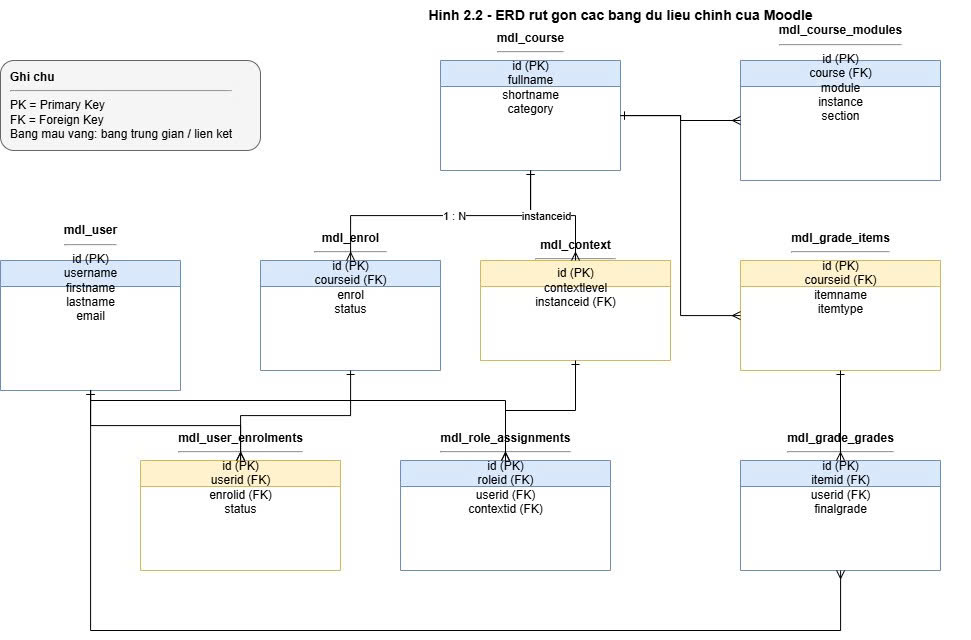 Hinh 2.2 - ERD rut gon cac bang du lieu chinh cua Moodle
mdl_course
id (PK)
fullname
shortname
category
mdl_course_modules
id (PK)
course (FK)
module
instance
section
Ghi chu
PK = Primary Key
FK = Foreign Key
Bang mau vang: bang trung gian / lien ket
1 : N
instanceid
mdl_user
id (PK)
username
firstname
lastname
email
mdl_enrol
id (PK)
courseid (FK)
enrol
status
mdl_context
id (PK)
contextlevel
instanceid (FK)
mdl_grade_items
id (PK)
courseid (FK)
itemname
itemtype
mdl_user_enrolments
id (PK)
userid (FK)
enrolid (FK)
status
mdl_role_assignments
id (PK)
roleid (FK)
userid (FK)
contextid (FK)
mdl_grade_grades
id (PK)
itemid (FK)
userid (FK)
finalgrade